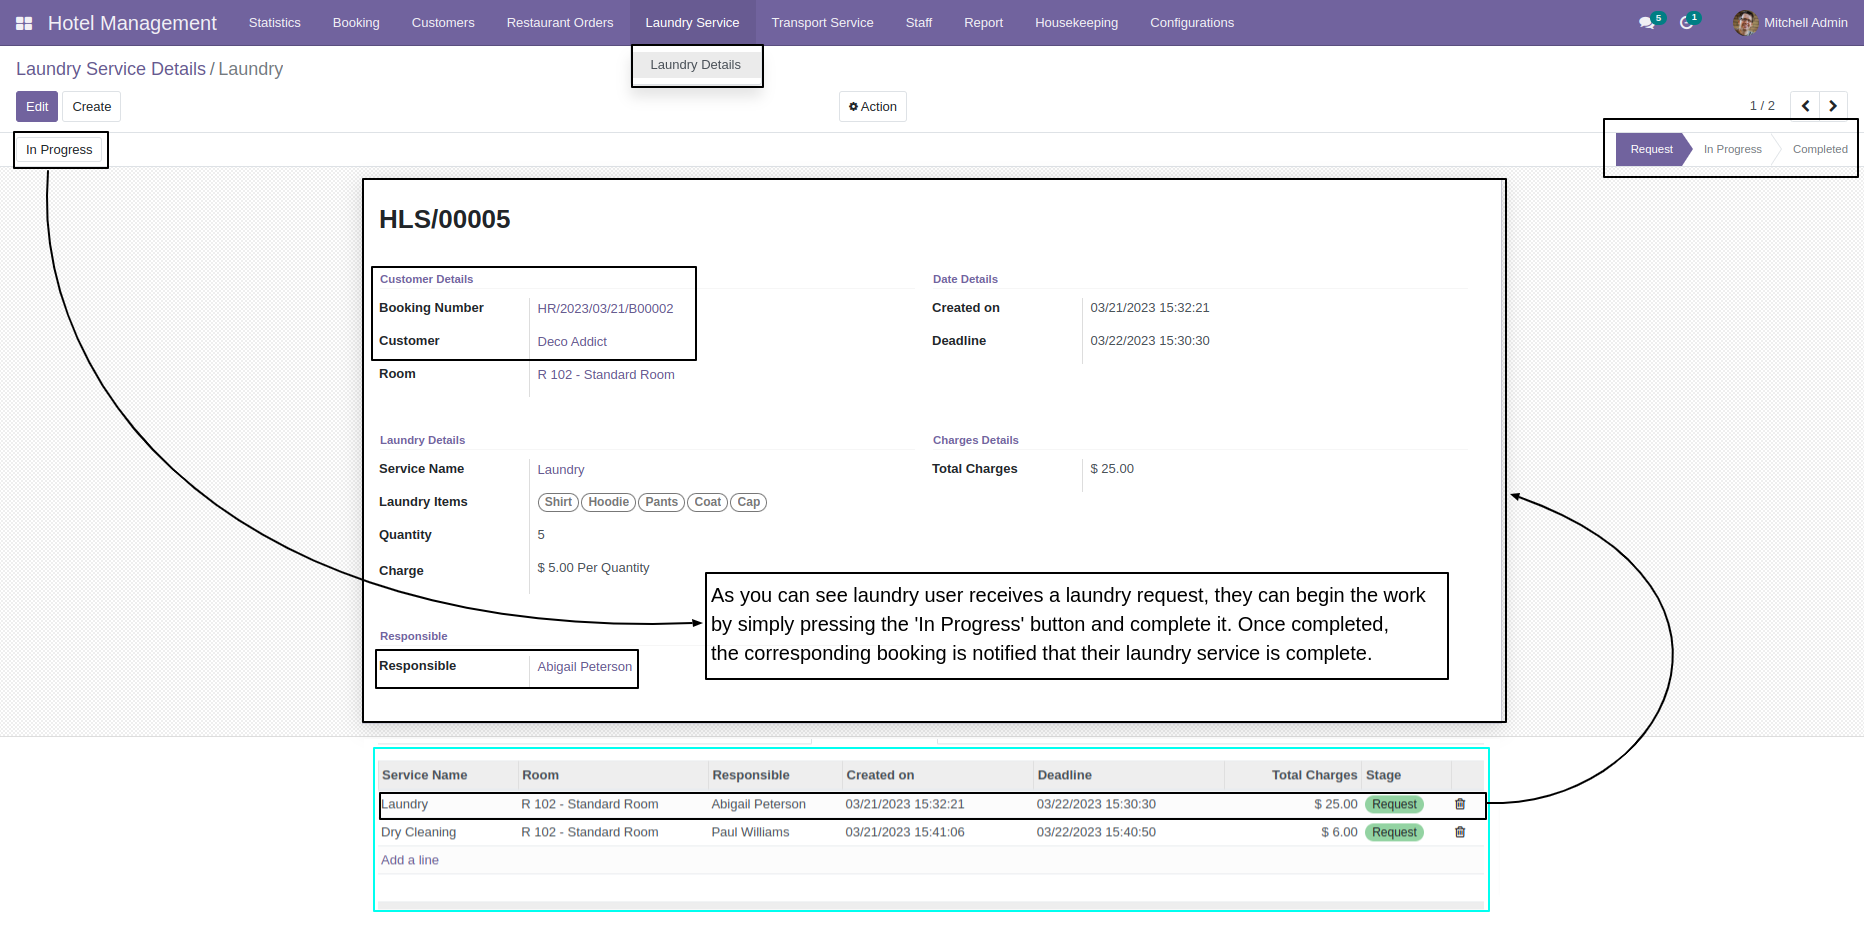 Hotel Management Statistics Booking Customers Restaurant Orders Laundry Service Transport Service Staff Report Housekeeping Configurations 5 1 Mitchell Admin
Laundry Details
Laundry Service Details / Laundry
Edit Create Action 1 / 2
In Progress Request In Progress Completed
HLS/00005
Customer Details Date Details
Booking Number HR/2023/03/21/B00002 Created on 03/21/2023 15:32:21
Customer Deco Addict Deadline 03/22/2023 15:30:30
Room R 102 - Standard Room
Laundry Details Charges Details
Service Name Laundry Total Charges $ 25.00
Laundry Items Shirt Hoodie Pants Coat Cap
Quantity 5
Charge $ 5.00 Per Quantity
As you can see laundry user receives a laundry request, they can begin the work
by simply pressing the 'In Progress' button and complete it. Once completed,
the corresponding booking is notified that their laundry service is complete.
Responsible
Responsible Abigail Peterson
Service Name Room Responsible Created on Deadline Total Charges Stage
Laundry R 102 - Standard Room Abigail Peterson 03/21/2023 15:32:21 03/22/2023 15:30:30 $ 25.00 Request
Dry Cleaning R 102 - Standard Room Paul Williams 03/21/2023 15:41:06 03/22/2023 15:40:50 $ 6.00 Request
Add a line